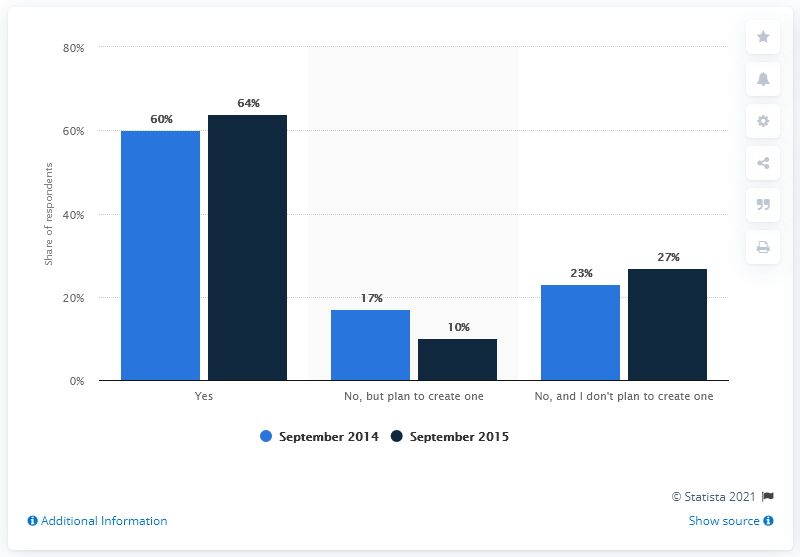 80%
60%
40%
20%
0%
Share of respondents
60%
64%
17%
10%
23%
27%
Yes
No, but plan to create one
No, and I don't plan to create one
September 2014
September 2015
© Statista 2021
Additional Information
Show source